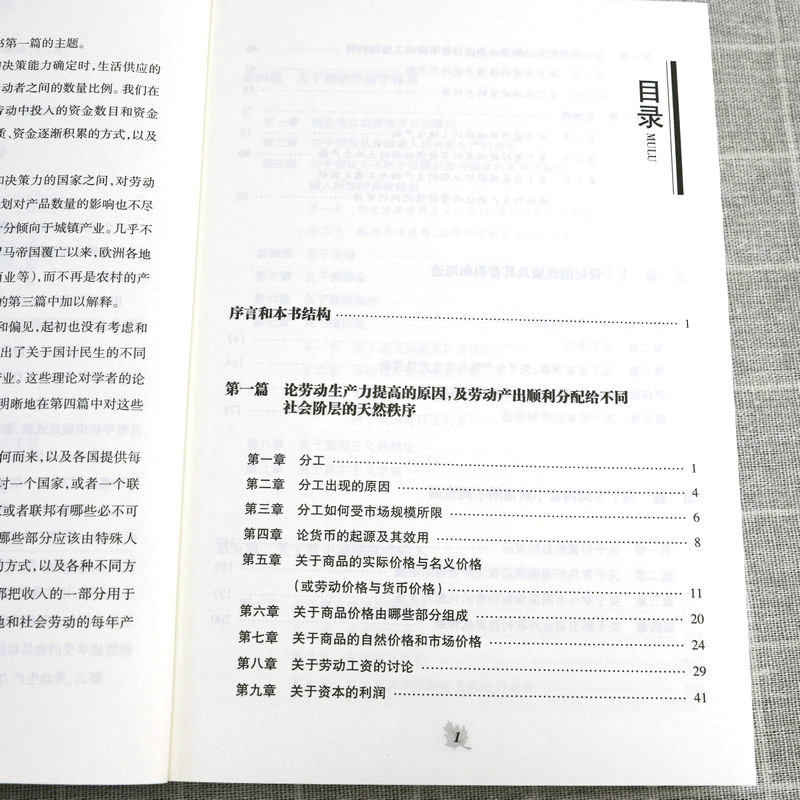 书第一篇的主题。
决策能力确定时,生活供应的
动者之间的数量比例。我们在
劳动中投入的资金数目和资金
质、资金逐渐积累的方式,以及
和决策力的国家之间,对劳动
划对产品数量的影响也不尽
十分倾向于城镇产业。几乎不
罗马帝国覆亡以来,欧洲各地
商业等),而不再是农村的产
的第三篇中加以解释。
和偏见,起初也没有考虑和
出了关于国计民生的不同
产业。这些理论对学者的论
明晰地在第四篇中对这些
何而来,以及各国提供每
讨一个国家,或者一个联
或者联邦有哪些必不可
哪些部分应该由特殊人
方式,以及各种不同方
都把收入的一部分用于
地和社会劳动的每年产
目录
MULU
序言和本书结构 1
第一篇 论劳动生产力提高的原因,及劳动产出顺利分配给不同
社会阶层的天然秩序
第一章 分工 1
第二章 分工出现的原因 4
第三章 分工如何受市场规模所限 6
第四章 论货币的起源及其效用 8
第五章 关于商品的实际价格与名义价格
(或劳动价格与货币价格) 11
第六章 关于商品价格由哪些部分组成 20
第七章 关于商品的自然价格和市场价格 24
第八章 关于劳动工资的讨论 29
第九章 关于资本的利润 41
1